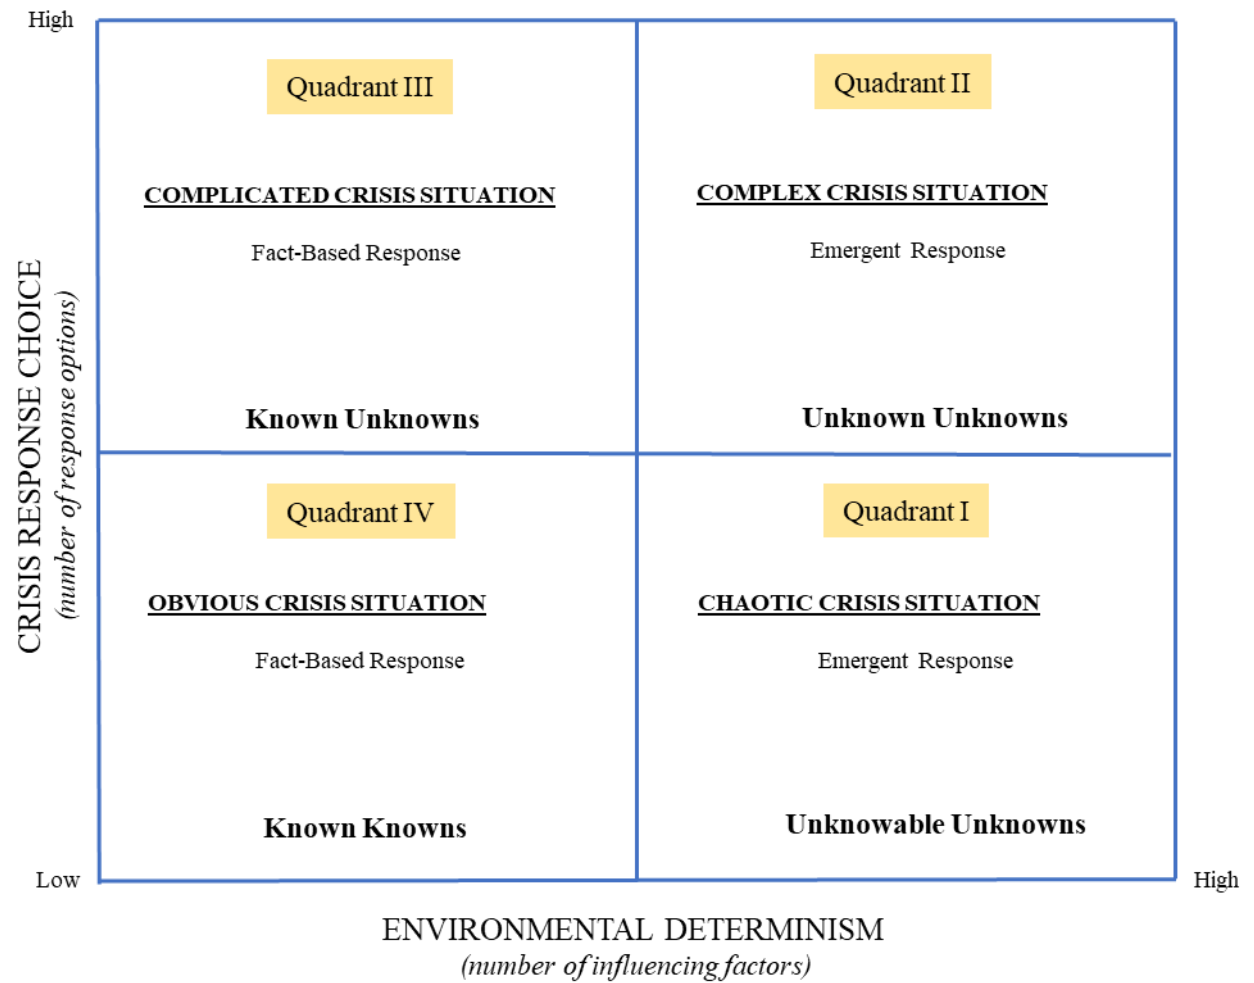 High
Quadrant III
COMPLICATED CRISIS SITUATION
Fact-Based Response
Known Unknowns
Quadrant II
COMPLEX CRISIS SITUATION
Emergent Response
Unknown Unknowns
CRISIS RESPONSE CHOICE
(number of response options)
Quadrant IV
OBVIOUS CRISIS SITUATION
Fact-Based Response
Known Knowns
Quadrant I
CHAOTIC CRISIS SITUATION
Emergent Response
Unknowable Unknowns
Low
High
ENVIRONMENTAL DETERMINISM
(number of influencing factors)